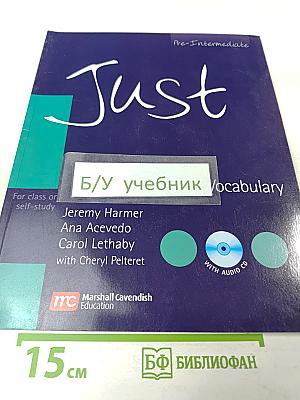 Pre-Intermediate
Just
Б/У учебник
Vocabulary
For class or
self-study
Jeremy Harmer
Ana Acevedo
Carol Lethaby
with Cheryl Pelteret
WITH AUDIO CD
mc Marshall Cavendish
Education
15 см
БФ БИБЛИОФАН